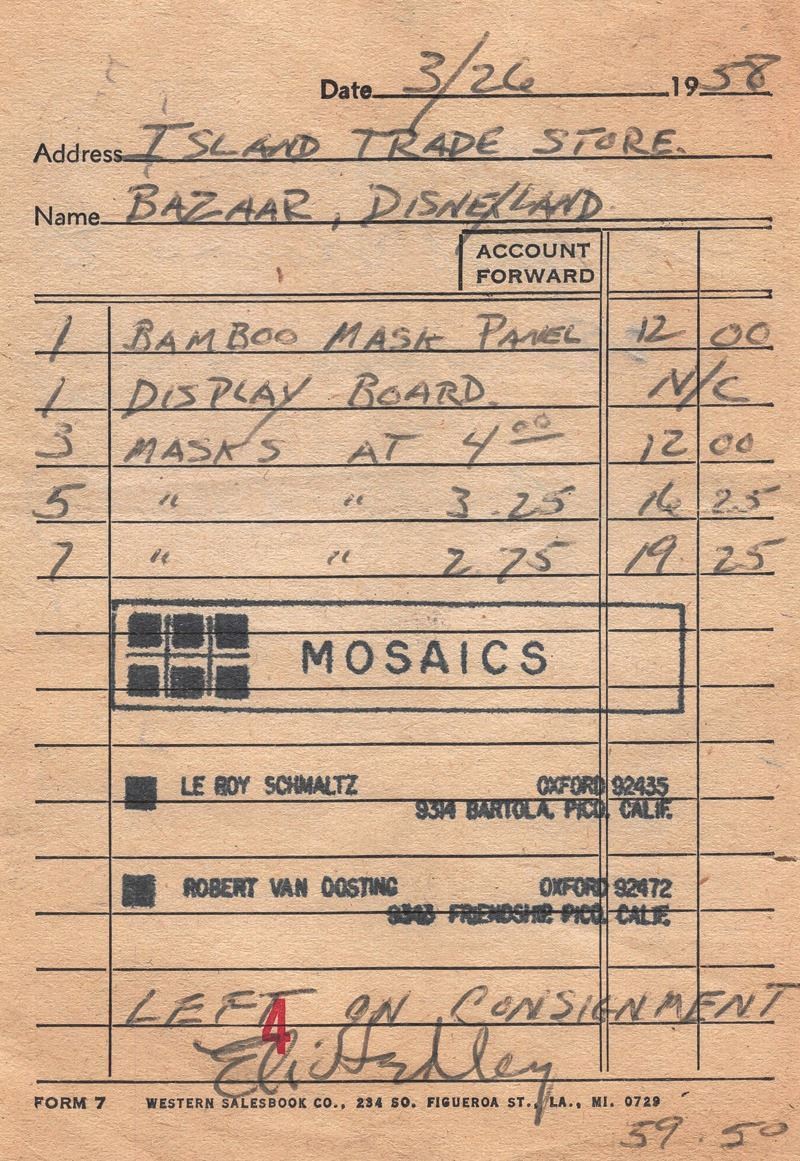 Date 3/26 1958
Address ISLAND TRADE STORE.
Name BAZAAR, DISNEYLAND
ACCOUNT
FORWARD
1 BAMBOO MASK PANEL 12 00
1 DISPLAY BOARD. N/C
3 MASKS AT 4 00 12 00
5 " " 3.25 16 25
7 " " 2.75 19 25
MOSAICS
LE ROY SCHMALTZ OXFORD 92435
9314 BARTOLA, PICO, CALIF.
ROBERT VAN OOSTING OXFORD 92472
9343 FRIENDSHIP, PICO, CALIF.
LEFT ON CONSIGNMENT
4
Eli Hedley
FORM 7 WESTERN SALESBOOK CO., 234 SO. FIGUEROA ST., LA., MI. 0729
59.50